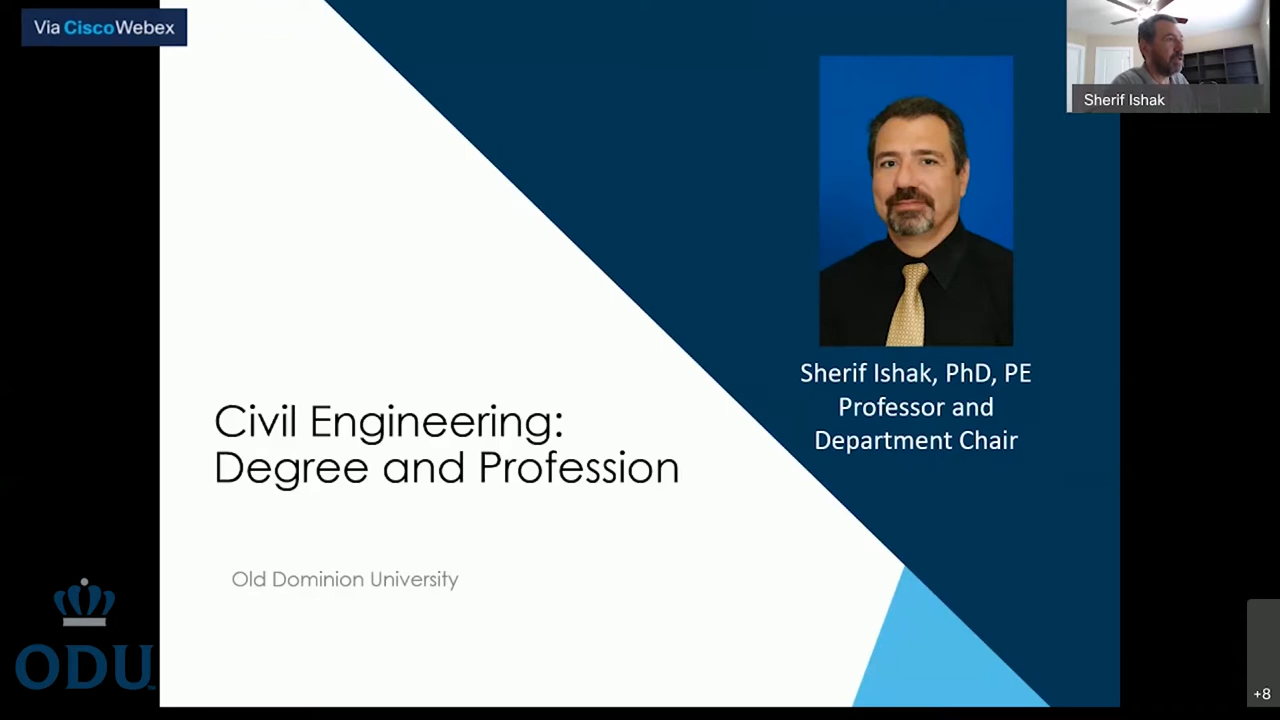 Via CiscoWebex
Sherif Ishak
Sherif Ishak, PhD, PE
Professor and
Department Chair
Civil Engineering:
Degree and Profession
Old Dominion University
ODU
+8